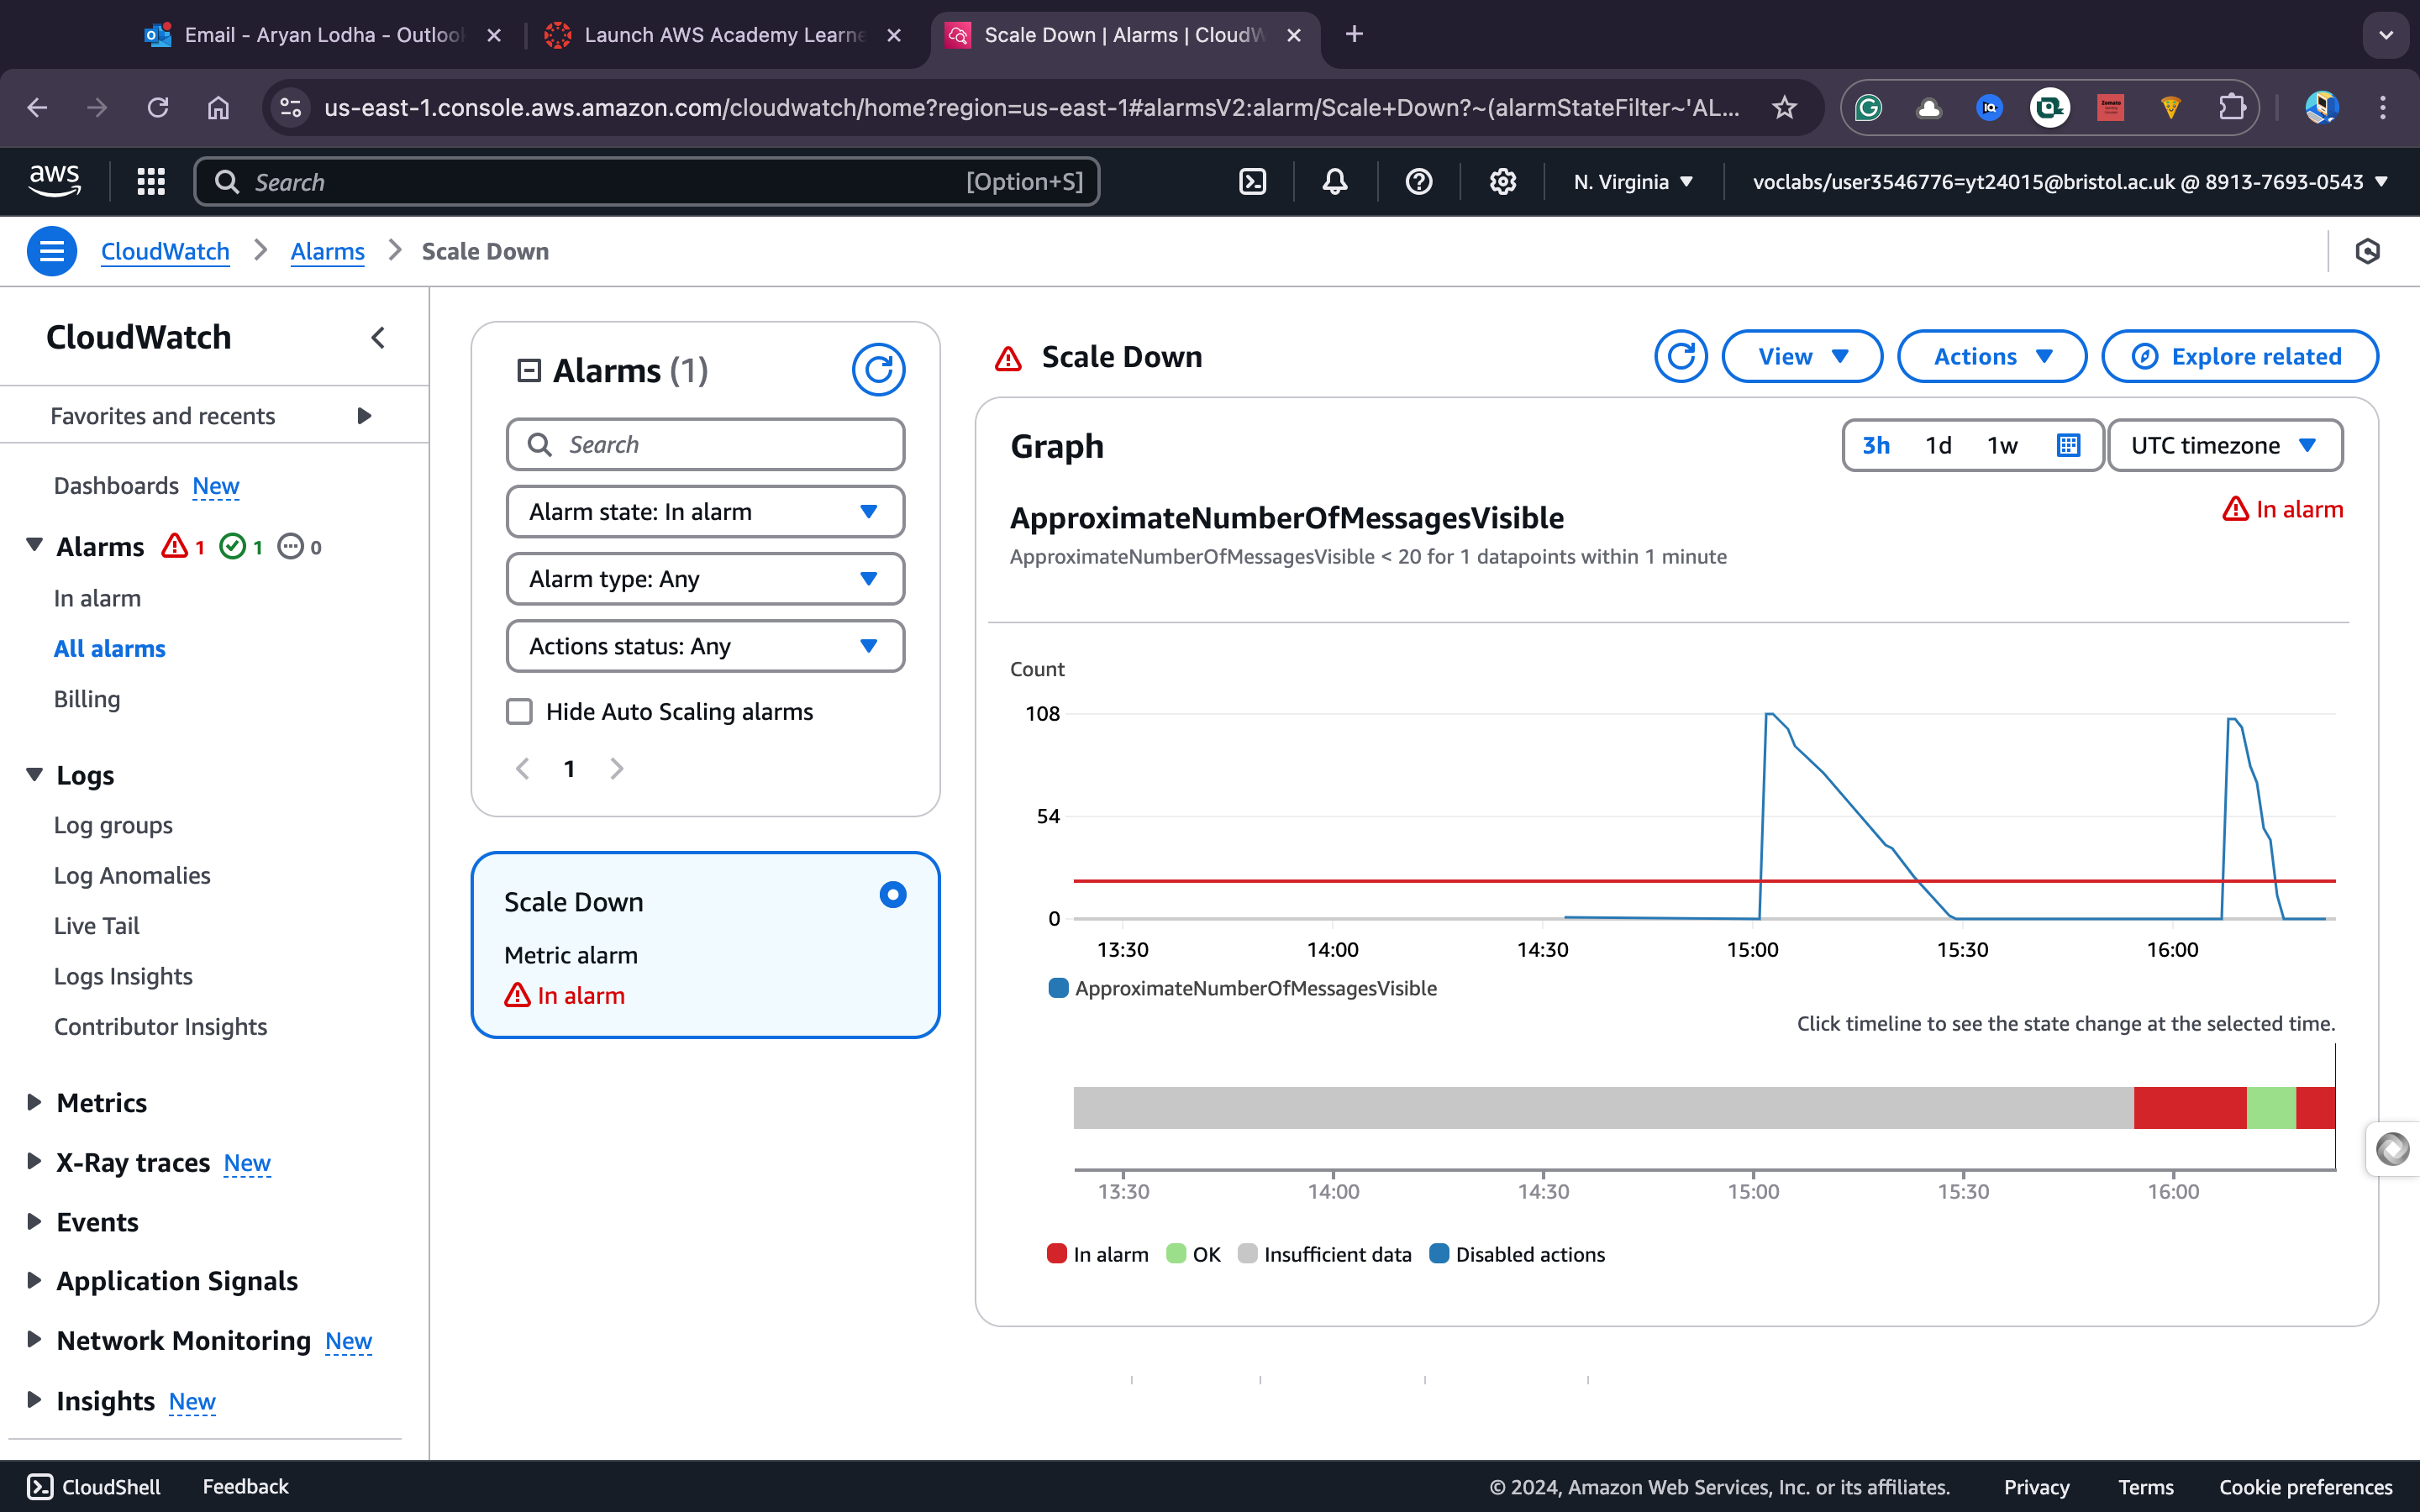 Email - Aryan Lodha - Outloo
Launch AWS Academy Learne
Scale Down | Alarms | CloudW
us-east-1.console.aws.amazon.com/cloudwatch/home?region=us-east-1#alarmsV2:alarm/Scale+Down?~(alarmStateFilter~'AL...
aws
Search
[Option+S]
N. Virginia
voclabs/user3546776=yt24015@bristol.ac.uk @ 8913-7693-0543
CloudWatch
Alarms
Scale Down
CloudWatch
Favorites and recents
Dashboards New
Alarms 1 1 0
In alarm
All alarms
Billing
Logs
Log groups
Log Anomalies
Live Tail
Logs Insights
Contributor Insights
Metrics
X-Ray traces New
Events
Application Signals
Network Monitoring New
Insights New
Alarms (1)
Search
Alarm state: In alarm
Alarm type: Any
Actions status: Any
Hide Auto Scaling alarms
1
Scale Down
Metric alarm
In alarm
Scale Down
View
Actions
Explore related
Graph
3h 1d 1w
UTC timezone
ApproximateNumberOfMessagesVisible
In alarm
ApproximateNumberOfMessagesVisible < 20 for 1 datapoints within 1 minute
Count
108
54
0
13:30 14:00 14:30 15:00 15:30 16:00
ApproximateNumberOfMessagesVisible
Click timeline to see the state change at the selected time.
13:30 14:00 14:30 15:00 15:30 16:00
In alarm OK Insufficient data Disabled actions
CloudShell
Feedback
© 2024, Amazon Web Services, Inc. or its affiliates.
Privacy
Terms
Cookie preferences